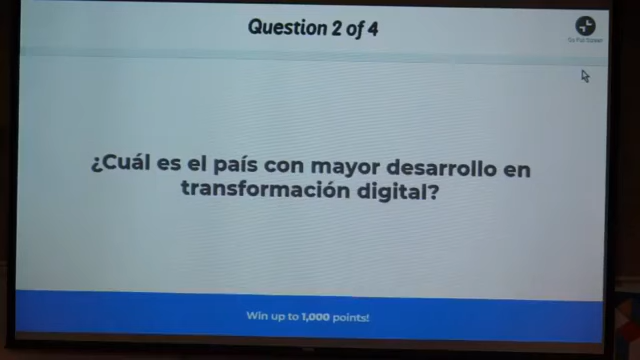 Question 2 of 4
¿Cuál es el país con mayor desarrollo en
transformación digital?
Win up to 1,000 points!